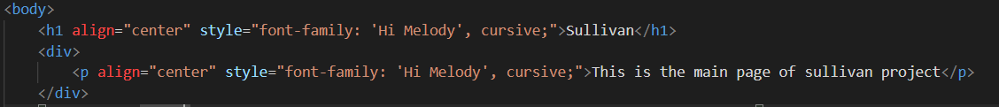 <body>
<h1 align="center" style="font-family: 'Hi Melody', cursive;">Sullivan</h1>
<div>
<p align="center" style="font-family: 'Hi Melody', cursive;">This is the main page of sullivan project</p>
</div>